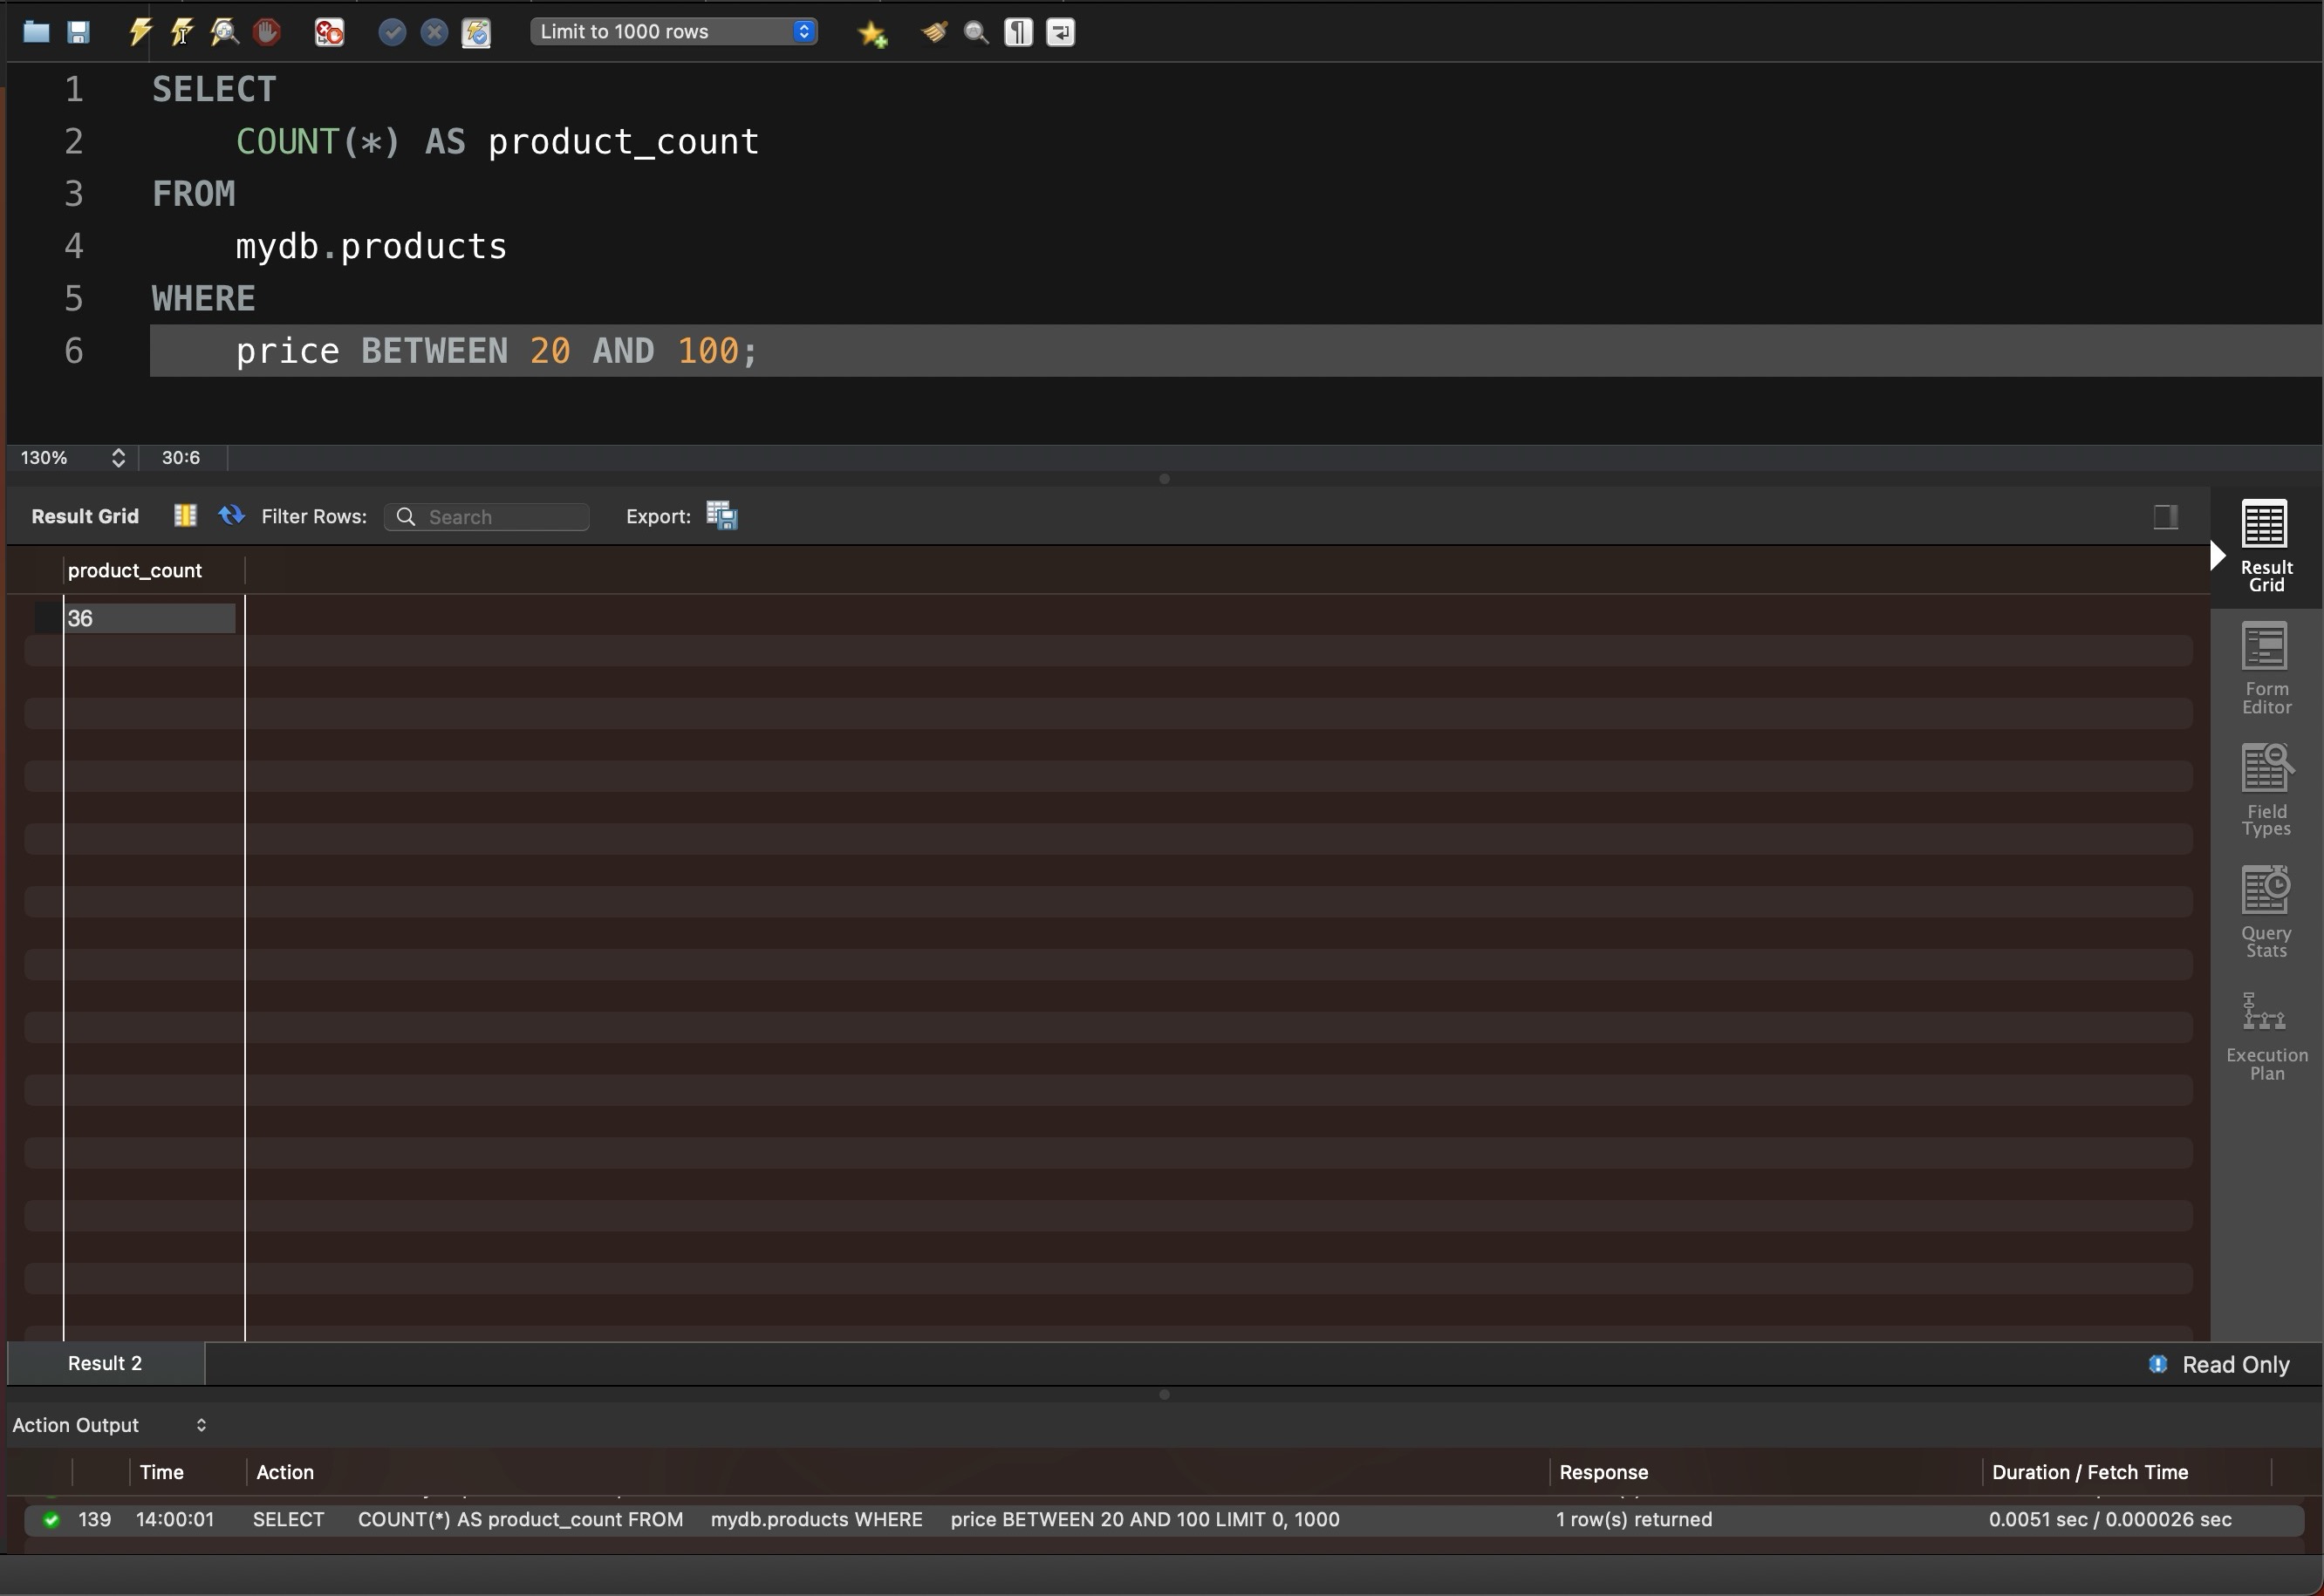 Limit to 1000 rows
1 SELECT
2 COUNT(*) AS product_count
3 FROM
4 mydb.products
5 WHERE
6 price BETWEEN 20 AND 100;
130% 30:6
Result Grid Filter Rows: Search Export:
product_count
36
Result
Grid
Form
Editor
Field
Types
Query
Stats
Execution
Plan
Result 2 Read Only
Action Output
Time Action Response Duration / Fetch Time
139 14:00:01 SELECT COUNT(*) AS product_count FROM mydb.products WHERE price BETWEEN 20 AND 100 LIMIT 0, 1000 1 row(s) returned 0.0051 sec / 0.000026 sec